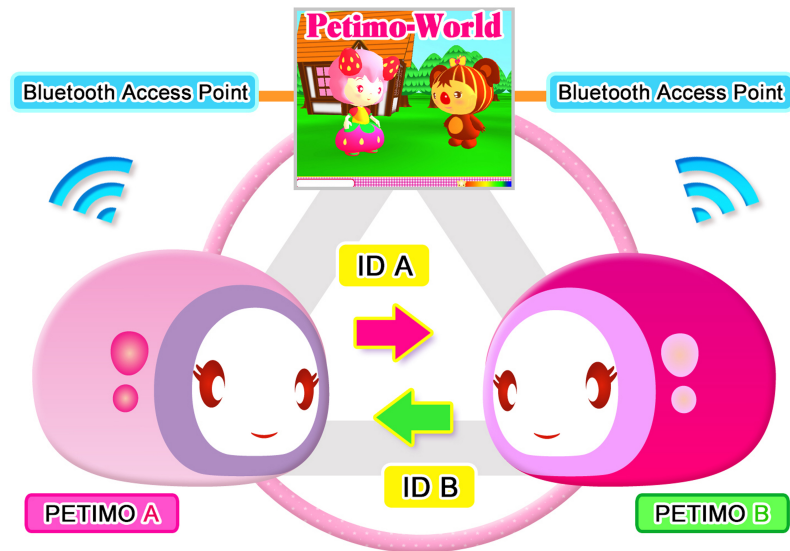 Petimo-World
Bluetooth Access Point
Bluetooth Access Point
ID A
ID B
PETIMO A
PETIMO B